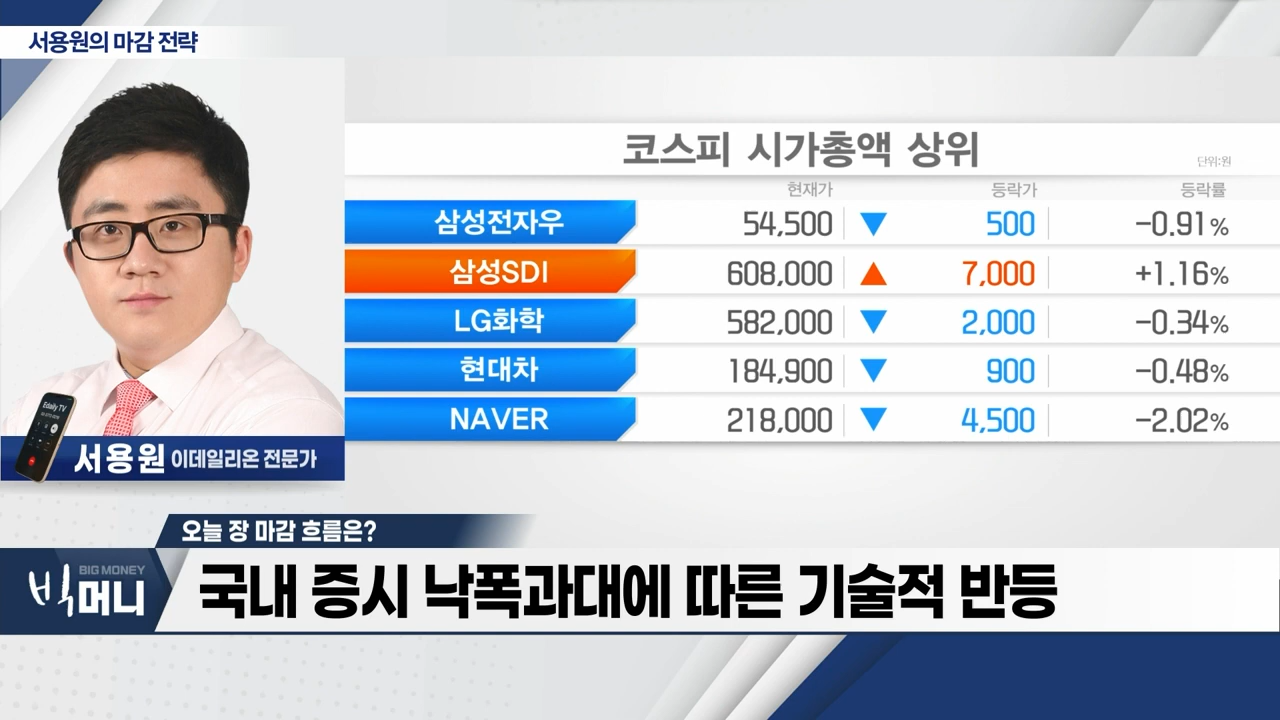 서용원의 마감 전략
코스피 시가총액 상위
단위:원
현재가 등락가 등락률
삼성전자우 54,500 ▼ 500 -0.91%
삼성SDI 608,000 ▲ 7,000 +1.16%
LG화학 582,000 ▼ 2,000 -0.34%
현대차 184,900 ▼ 900 -0.48%
NAVER 218,000 ▼ 4,500 -2.02%
Edaily TV
서용원 이데일리온 전문가
오늘 장 마감 흐름은?
BIG MONEY
빅머니
국내 증시 낙폭과대에 따른 기술적 반등